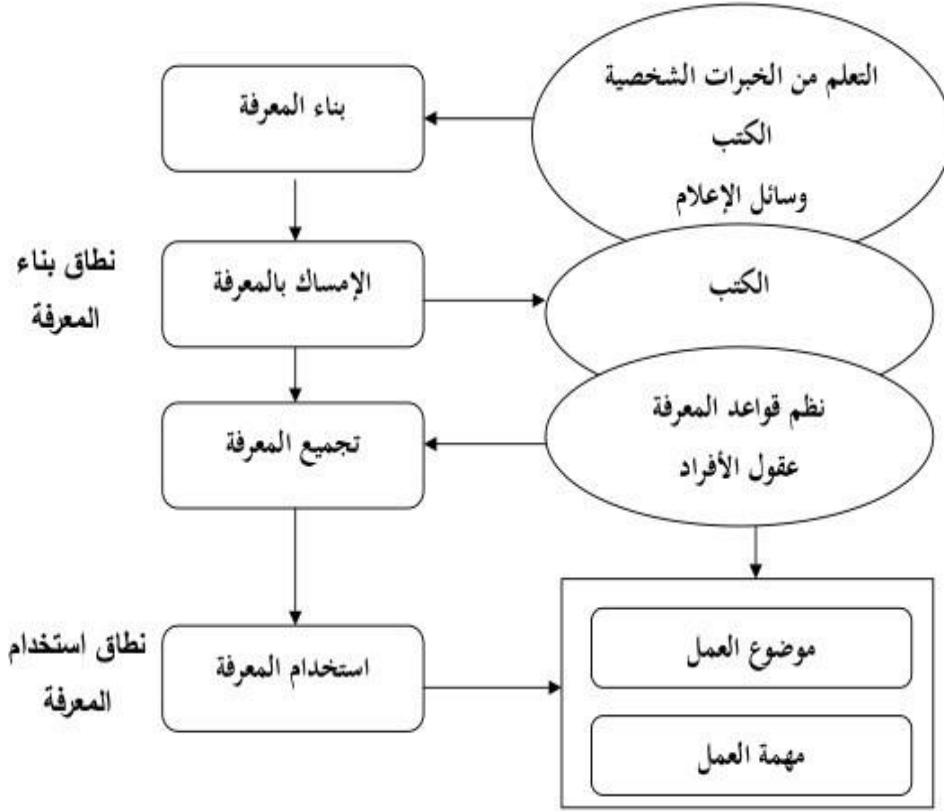 التعلم من الخبرات الشخصية
الكتب
وسائل الإعلام
بناء المعرفة
نطاق بناء
المعرفة
الإمساك بالمعرفة
الكتب
تجميع المعرفة
نظم قواعد المعرفة
عقول الأفراد
نطاق استخدام
المعرفة
استخدام المعرفة
موضوع العمل
مهمة العمل